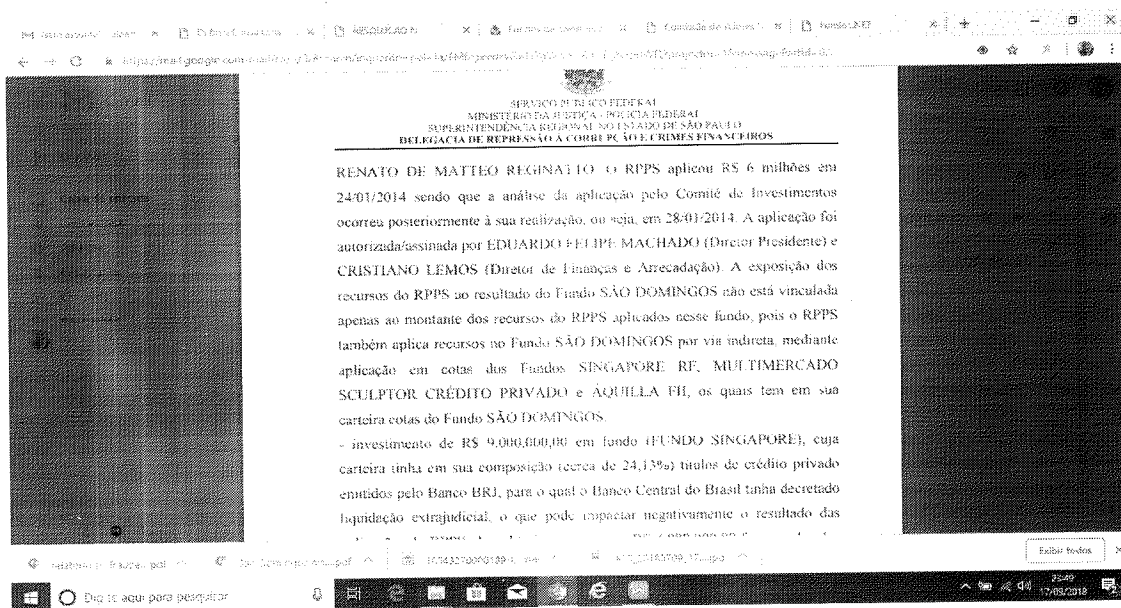 REQUISIÇÃO N
https://mail.google.com
SERVIÇO PÚBLICO FEDERAL
MINISTÉRIO DA JUSTIÇA - POLÍCIA FEDERAL
SUPERINTENDÊNCIA REGIONAL NO ESTADO DE SÃO PAULO
DELEGACIA DE REPRESSÃO A CORRUPÇÃO E CRIMES FINANCEIROS
RENATO DE MATTEO REGINATTO. O RPPS aplicou R$ 6 milhões em
24/01/2014 sendo que a análise da aplicação pelo Comitê de Investimentos
ocorreu posteriormente à sua realização, ou seja, em 28/01/2014. A aplicação foi
autorizada/assinada por EDUARDO FELIPE MACHADO (Diretor Presidente) e
CRISTIANO LEMOS (Diretor de Finanças e Arrecadação). A exposição dos
recursos do RPPS ao resultado do Fundo SÃO DOMINGOS não está vinculada
apenas ao montante dos recursos do RPPS aplicados nesse fundo, pois o RPPS
também aplica recursos no Fundo SÃO DOMINGOS por via indireta, mediante
aplicação em cotas dos Fundos SINGAPORE RF, MULTIMERCADO
SCULPTOR CRÉDITO PRIVADO e ÁQUILLA FII, os quais tem em sua
carteira cotas do Fundo SÃO DOMINGOS.
- investimento de R$ 9.000.000,00 em fundo (FUNDO SINGAPORE), cuja
carteira tinha em sua composição (cerca de 24,13%) títulos de crédito privado
emitidos pelo Banco BRJ, para o qual o Banco Central do Brasil tinha decretado
liquidação extrajudicial, o que pode impactar negativamente o resultado das
Exibir todos
Digite aqui para pesquisar
23:49
17/09/2018